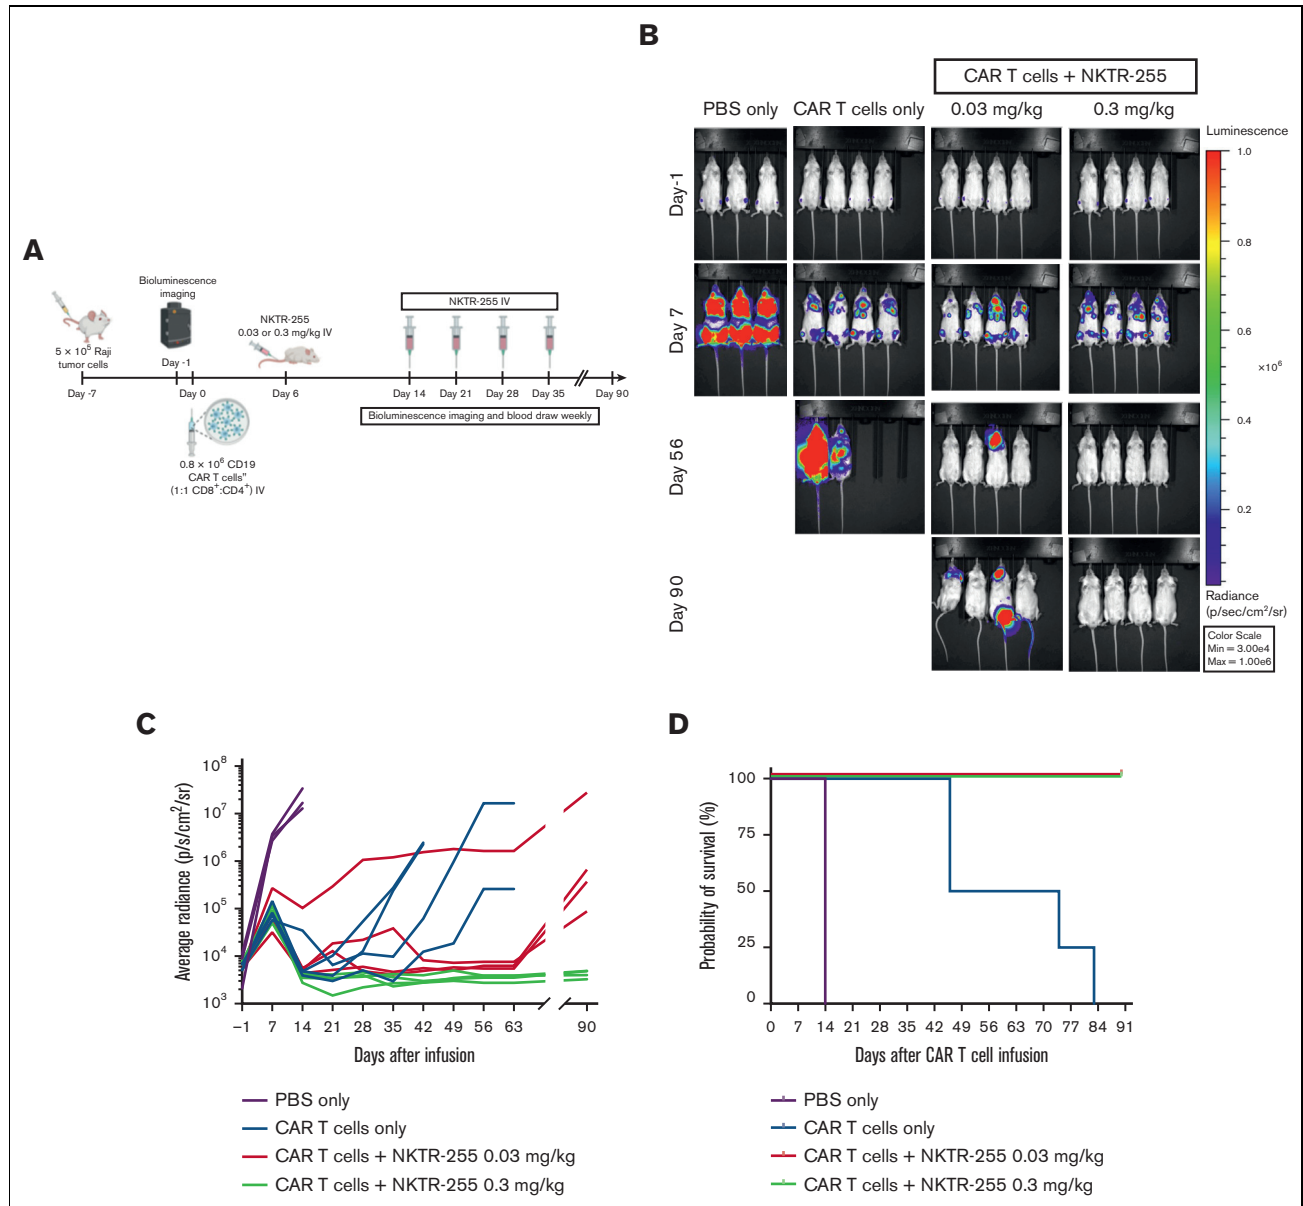 A
Bioluminescence
imaging
NKTR-255
0.03 or 0.3 mg/kg IV
NKTR-255 IV
5 × 10⁵ Raji
tumor cells
Day -1
Day -7
Day 0
Day 6
Day 14
Day 21
Day 28
Day 35
Day 90
Bioluminescence imaging and blood draw weekly
0.8 × 10⁶ CD19
CAR T cells"
(1:1 CD8⁺:CD4⁺) IV
B
CAR T cells + NKTR-255
PBS only
CAR T cells only
0.03 mg/kg
0.3 mg/kg
Day-1
Day 7
Day 56
Day 90
Luminescence
1.0
0.8
0.6
×10⁶
0.4
0.2
Radiance
(p/sec/cm²/sr)
Color Scale
Min = 3.00e4
Max = 1.00e6
C
Average radiance (p/s/cm²/sr)
10⁸
10⁷
10⁶
10⁵
10⁴
10³
–1 7 14 21 28 35 42 49 56 63 90
Days after infusion
PBS only
CAR T cells only
CAR T cells + NKTR-255 0.03 mg/kg
CAR T cells + NKTR-255 0.3 mg/kg
D
Probability of survival (%)
100
75
50
25
0
0 7 14 21 28 35 42 49 56 63 70 77 84 91
Days after CAR T cell infusion
PBS only
CAR T cells only
CAR T cells + NKTR-255 0.03 mg/kg
CAR T cells + NKTR-255 0.3 mg/kg